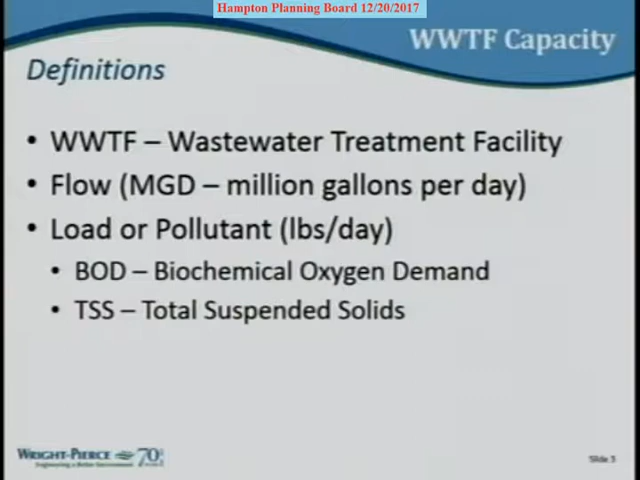 Hampton Planning Board 12/20/2017
WWTF Capacity
Definitions
• WWTF – Wastewater Treatment Facility
• Flow (MGD – million gallons per day)
• Load or Pollutant (lbs/day)
• BOD – Biochemical Oxygen Demand
• TSS – Total Suspended Solids
WRIGHT-PIERCE 70
Engineering a Better Environment
Slide 3